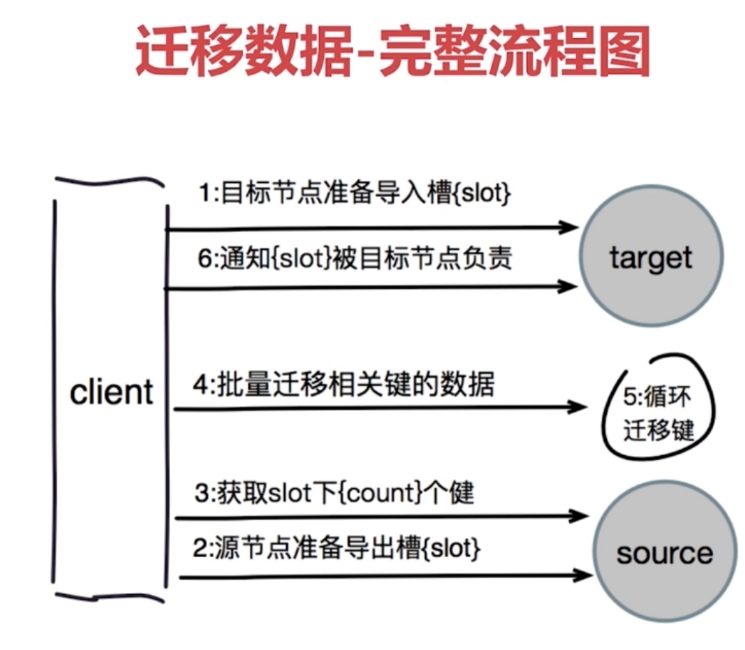 迁移数据-完整流程图
1:目标节点准备导入槽{slot}
6:通知{slot}被目标节点负责
target
client
4:批量迁移相关键的数据
5:循环
迁移键
3:获取slot下{count}个健
2:源节点准备导出槽{slot}
source